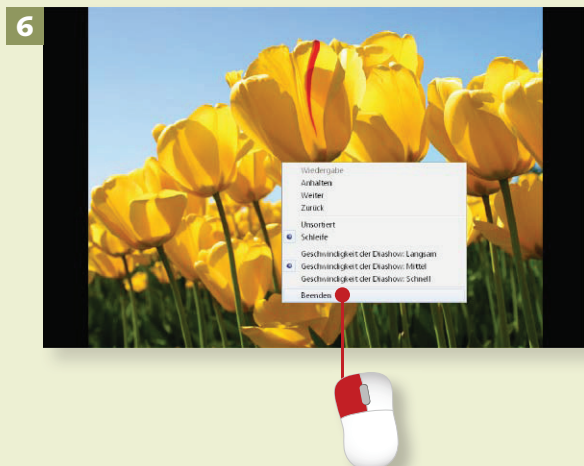 6
Wiedergabe
Anhalten
Weiter
Zurück
Unsortiert
Schleife
Geschwindigkeit der Diashow: Langsam
Geschwindigkeit der Diashow: Mittel
Geschwindigkeit der Diashow: Schnell
Beenden